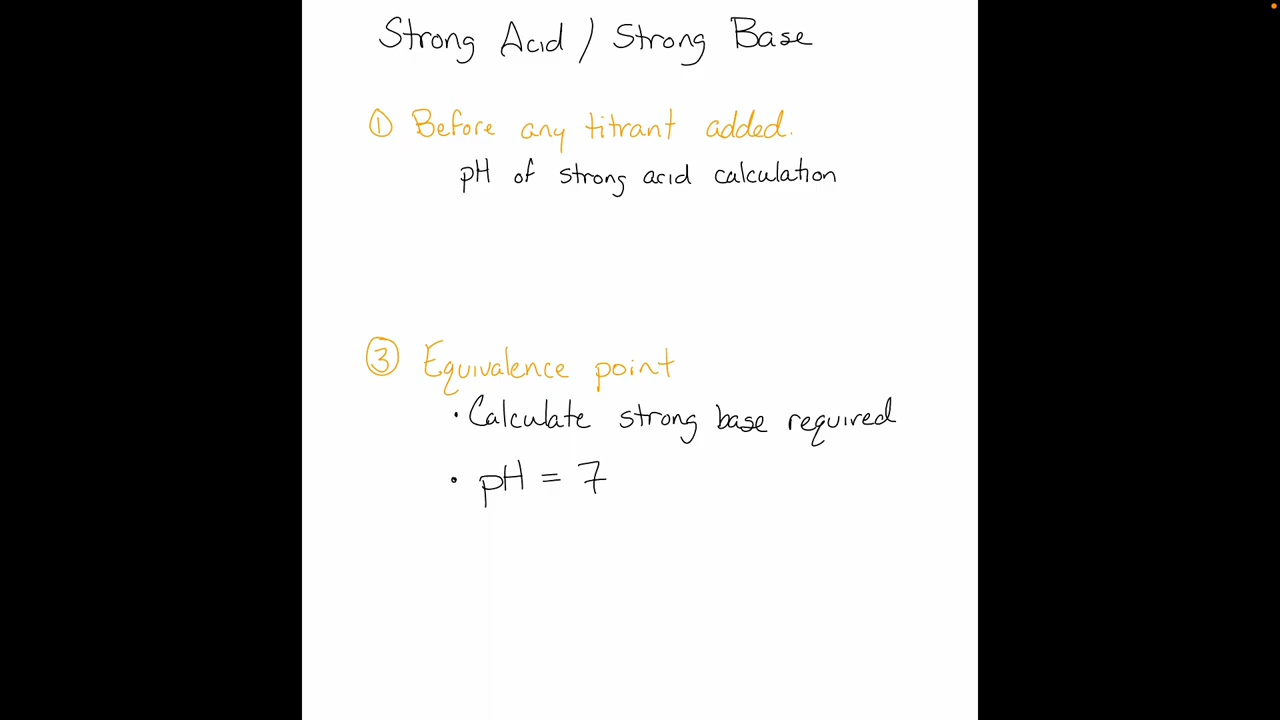 Strong Acid / Strong Base
① Before any titrant added.
pH of strong acid calculation
③ Equivalence point
• Calculate strong base required
• pH = 7